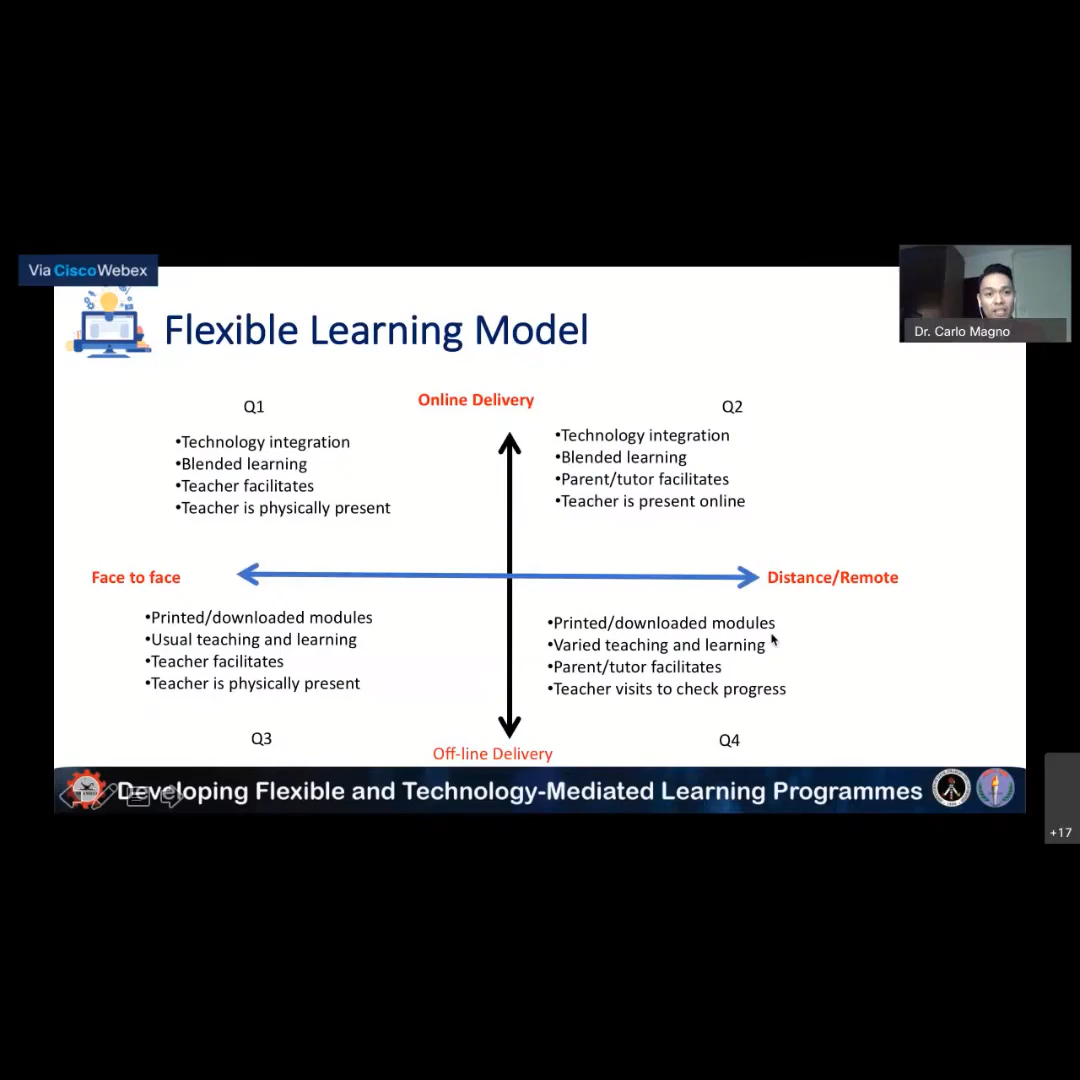 Via CiscoWebex
Dr. Carlo Magno
Flexible Learning Model
Online Delivery
Q1
•Technology integration
•Blended learning
•Teacher facilitates
•Teacher is physically present
Q2
•Technology integration
•Blended learning
•Parent/tutor facilitates
•Teacher is present online
Face to face
Distance/Remote
•Printed/downloaded modules
•Usual teaching and learning
•Teacher facilitates
•Teacher is physically present
Q3
•Printed/downloaded modules
•Varied teaching and learning
•Parent/tutor facilitates
•Teacher visits to check progress
Q4
Off-line Delivery
Developing Flexible and Technology-Mediated Learning Programmes
+17